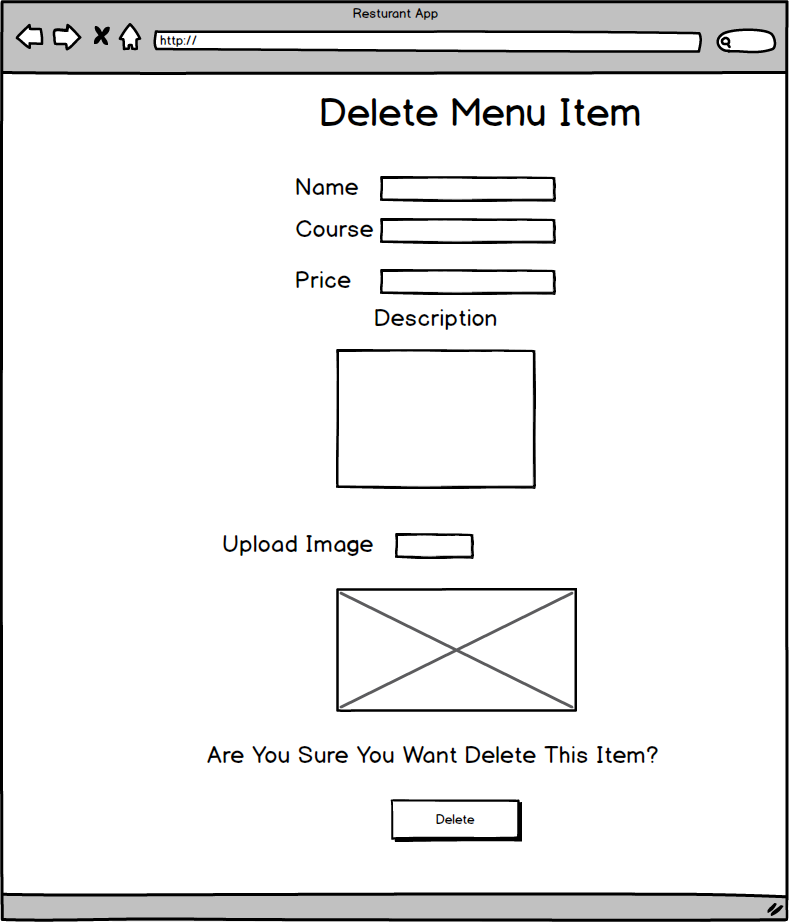 Resturant App
http://
Delete Menu Item
Name
Course
Price
Description
Upload Image
Are You Sure You Want Delete This Item?
Delete